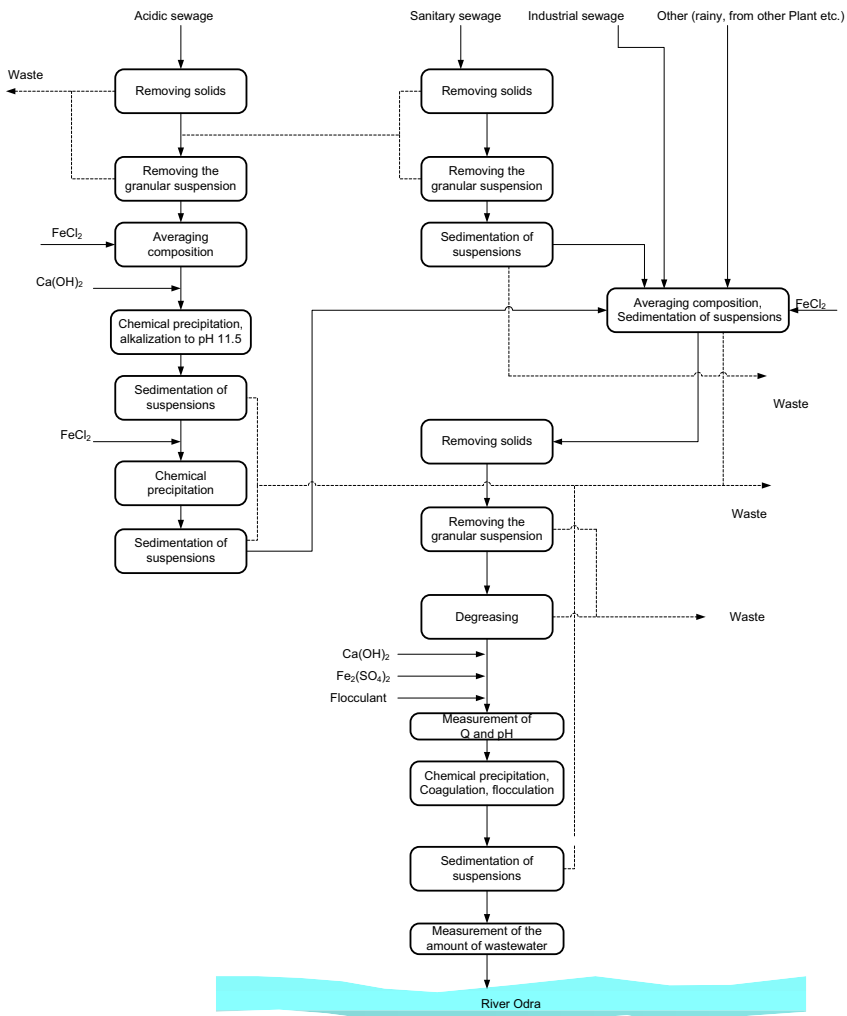 Acidic sewage
Sanitary sewage
Industrial sewage
Other (rainy, from other Plant etc.)
Waste
Removing solids
Removing solids
Removing the
granular suspension
Removing the
granular suspension
FeCl₂
Averaging
composition
Sedimentation of
suspensions
Ca(OH)₂
Averaging composition,
Sedimentation of suspensions
FeCl₂
Chemical precipitation,
alkalization to pH 11.5
Sedimentation of
suspensions
Waste
FeCl₂
Removing solids
Chemical
precipitation
Waste
Removing the
granular suspension
Sedimentation of
suspensions
Degreasing
Waste
Ca(OH)₂
Fe₂(SO₄)₂
Flocculant
Measurement of
Q and pH
Chemical precipitation,
Coagulation, flocculation
Sedimentation of
suspensions
Measurement of the
amount of wastewater
River Odra